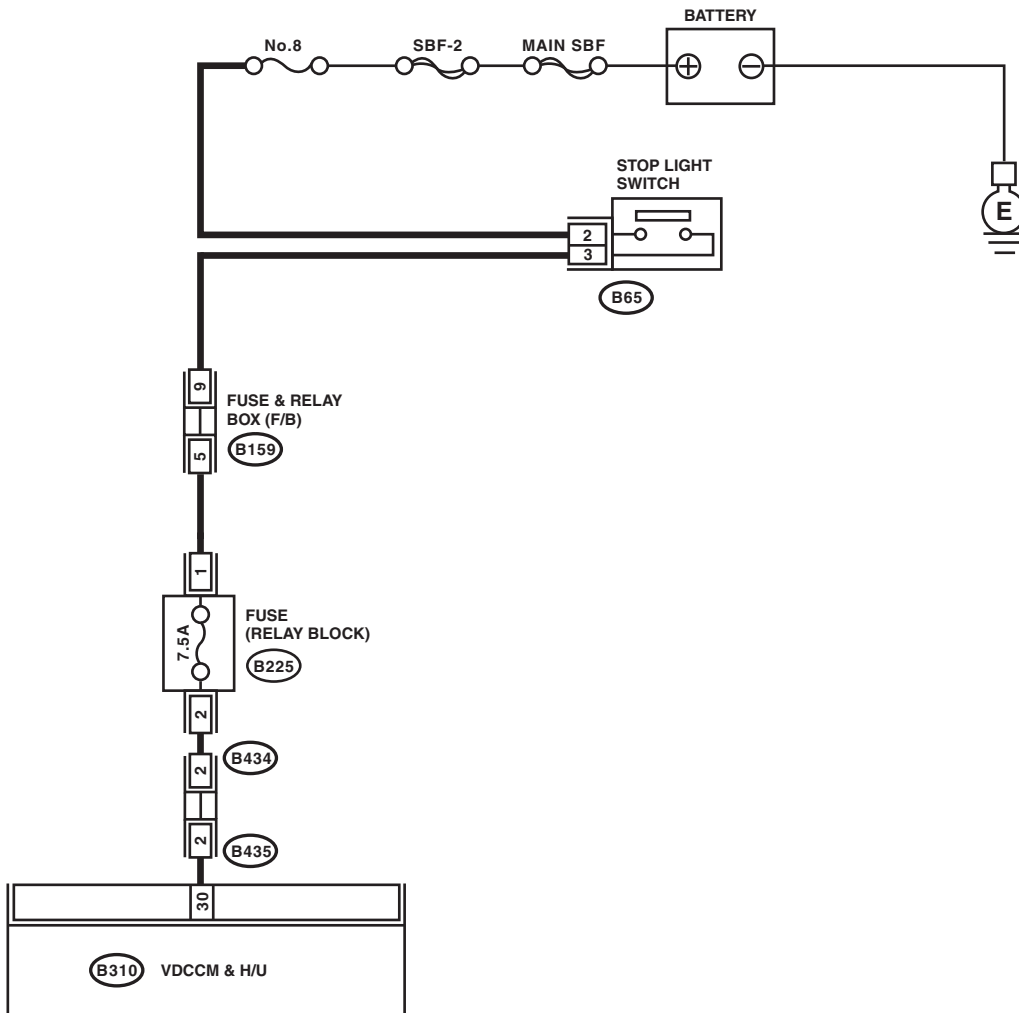 BATTERY
No.8
SBF-2
MAIN SBF
E
STOP LIGHT
SWITCH
2
3
B65
9
FUSE & RELAY
BOX (F/B)
B159
5
1
7.5A
FUSE
(RELAY BLOCK)
B225
2
B434
2
2
B435
30
B310 VDCCM & H/U